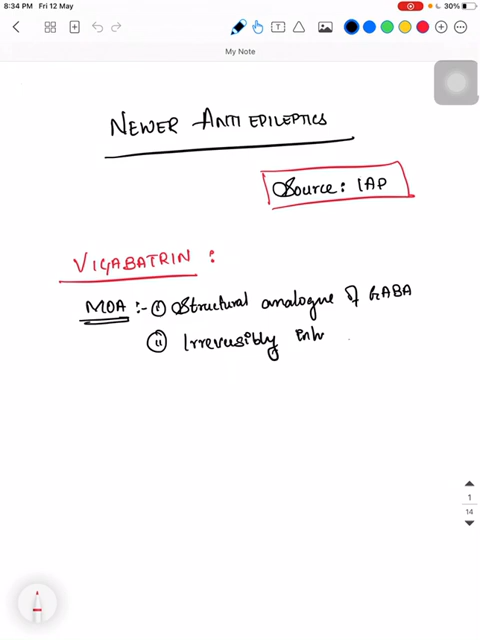 8:34 PM Fri 12 May
30%
My Note
NEWER ANTI EPILEPTICS
Source: IAP
VIGABATRIN :
MOA :- (i) Structural analogue of GABA
(ii) Irreversibly inh
1
14